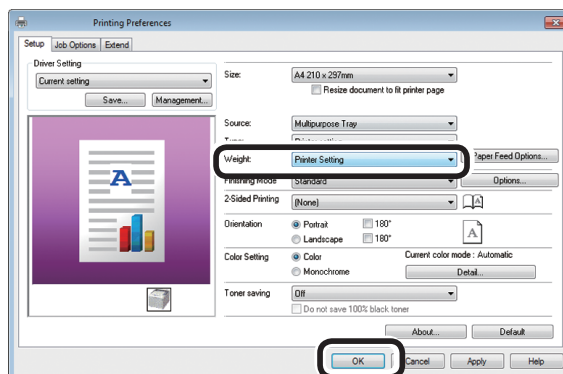 Printing Preferences
Setup Job Options Extend
Driver Setting
Current setting
Save... Management...
A
Size: A4 210 x 297mm
Resize document to fit printer page
Source: Multipurpose Tray
Weight: Printer Setting Paper Feed Options...
Finishing Mode Standard Options...
2-Sided Printing (None)
Orientation Portrait 180°
Landscape 180°
A
Color Setting Color Current color mode : Automatic
Monochrome Detail...
Toner saving Off
Do not save 100% black toner
About... Default
OK Cancel Apply Help